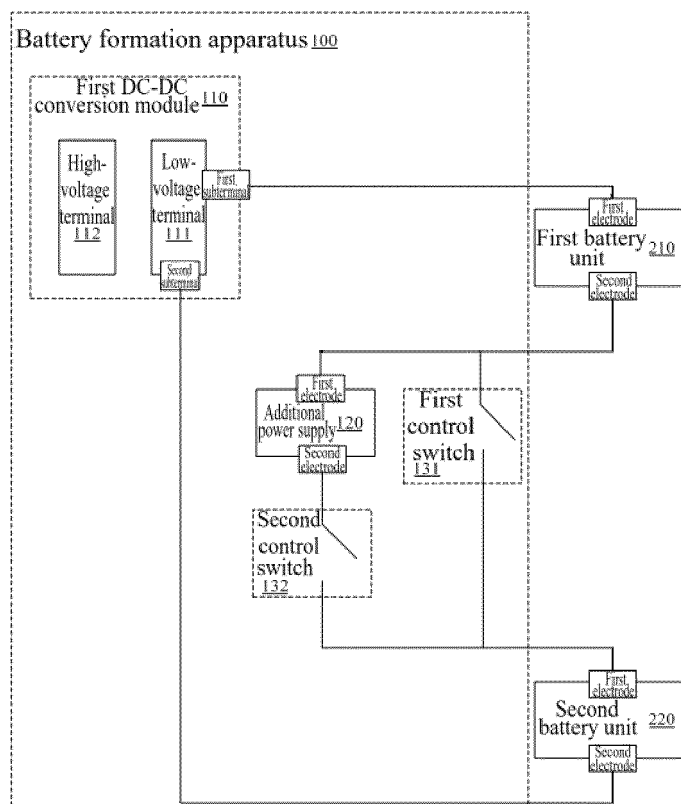 Battery formation apparatus 100
First DC-DC
conversion module 110
High-
voltage
terminal
112
Low-
voltage
terminal
111
First
subterminal
Second
subterminal
First
electrode
First battery
unit 210
Second
electrode
First
electrode
Additional
power supply 120
Second
electrode
First
control
switch
131
Second
control
switch
132
First
electrode
Second
battery unit 220
Second
electrode